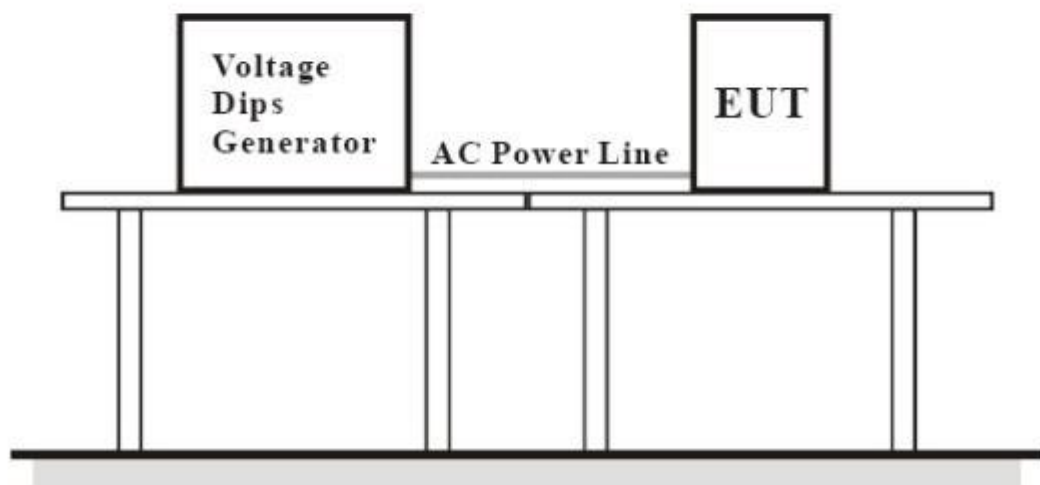 Voltage
Dips
Generator
EUT
AC Power Line